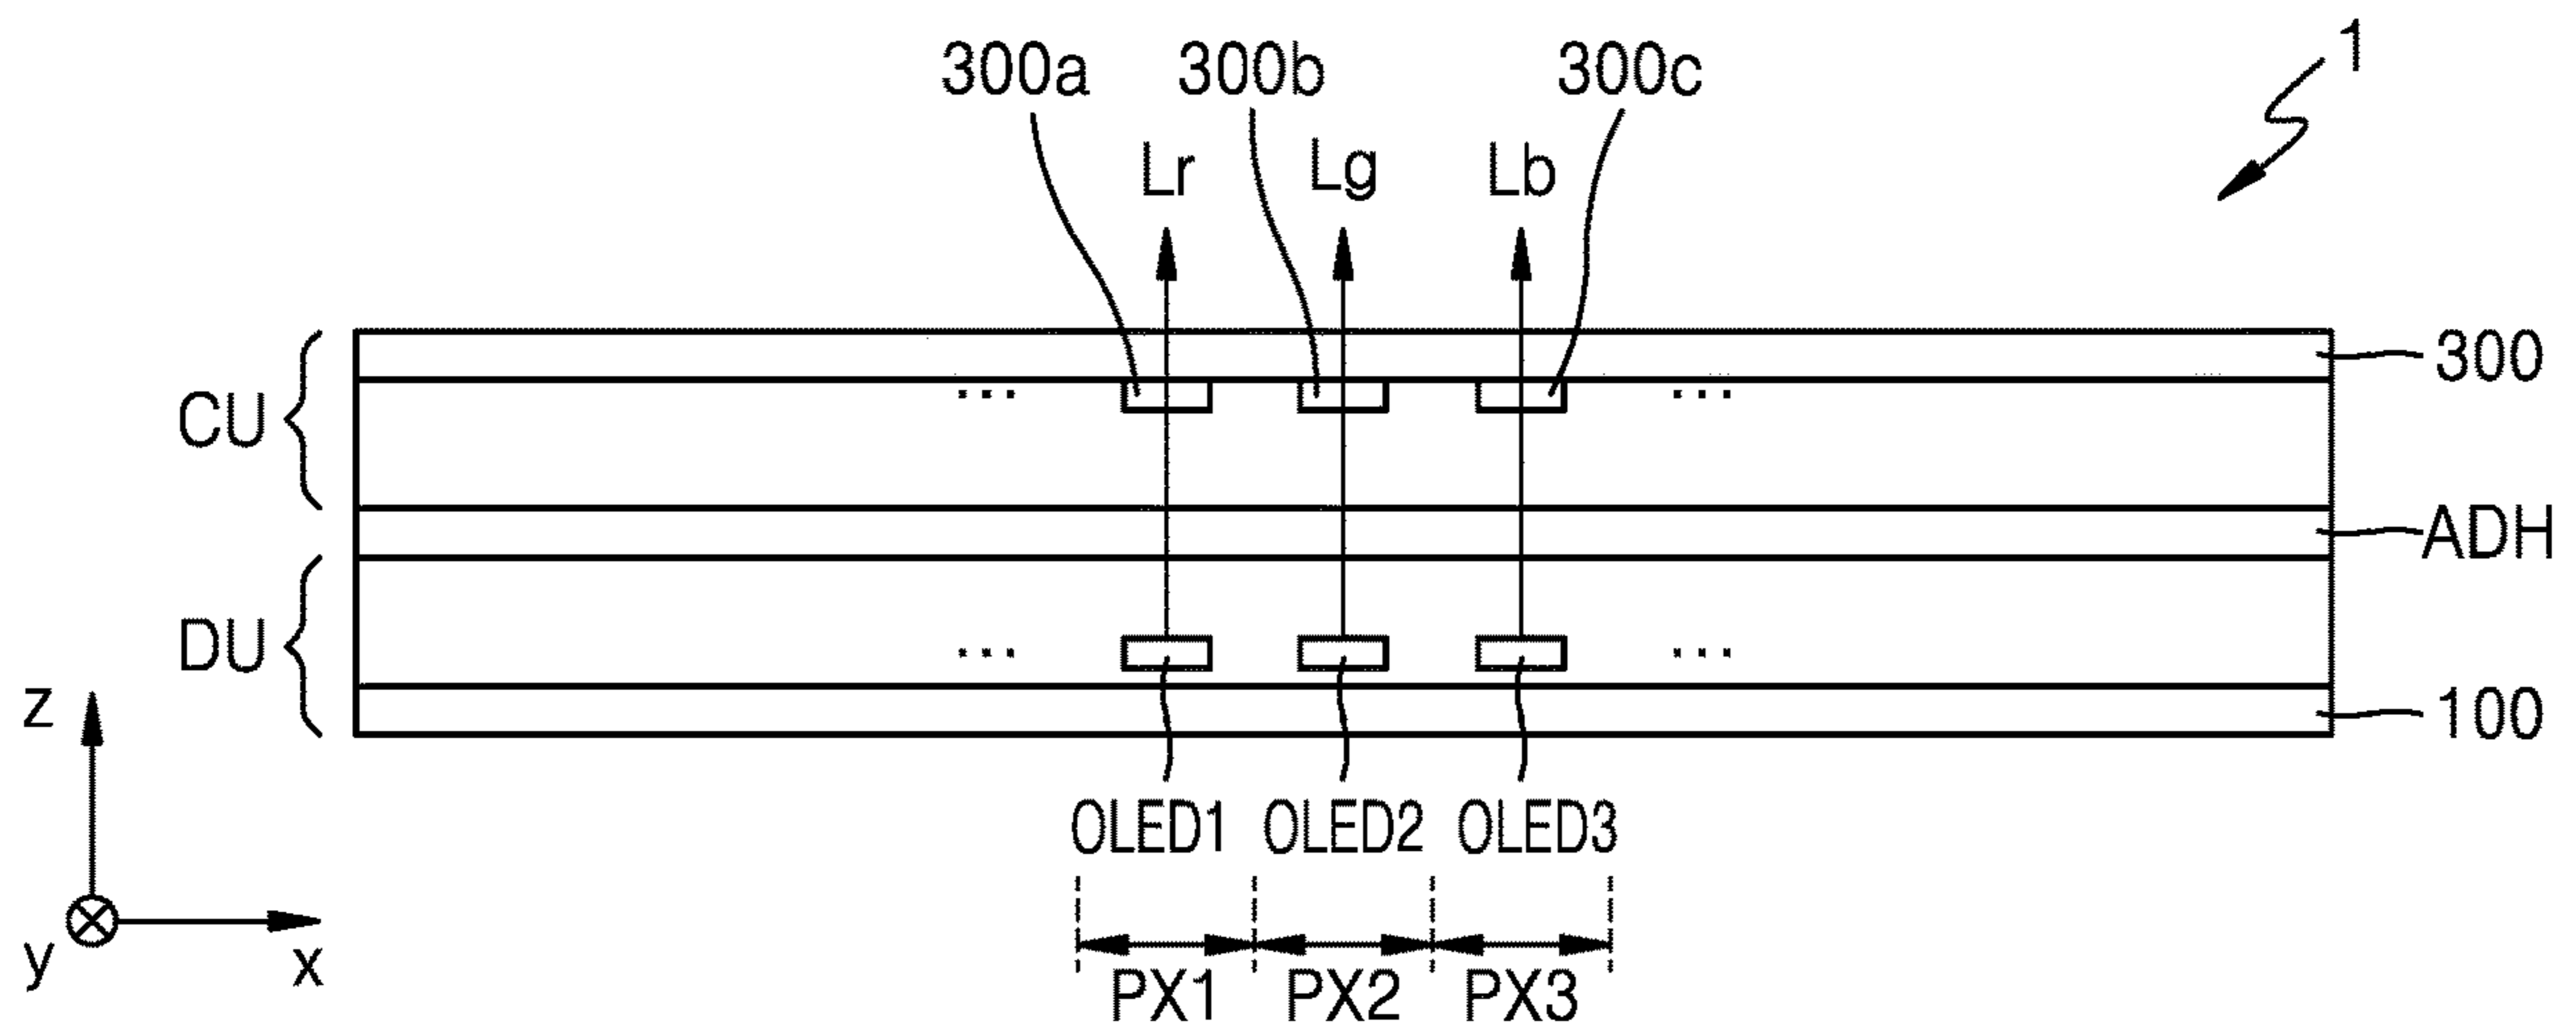 1
300a 300b 300c
Lr Lg Lb
300
CU
... ...
ADH
DU
... ...
z
100
OLED1 OLED2 OLED3
y x
PX1 PX2 PX3